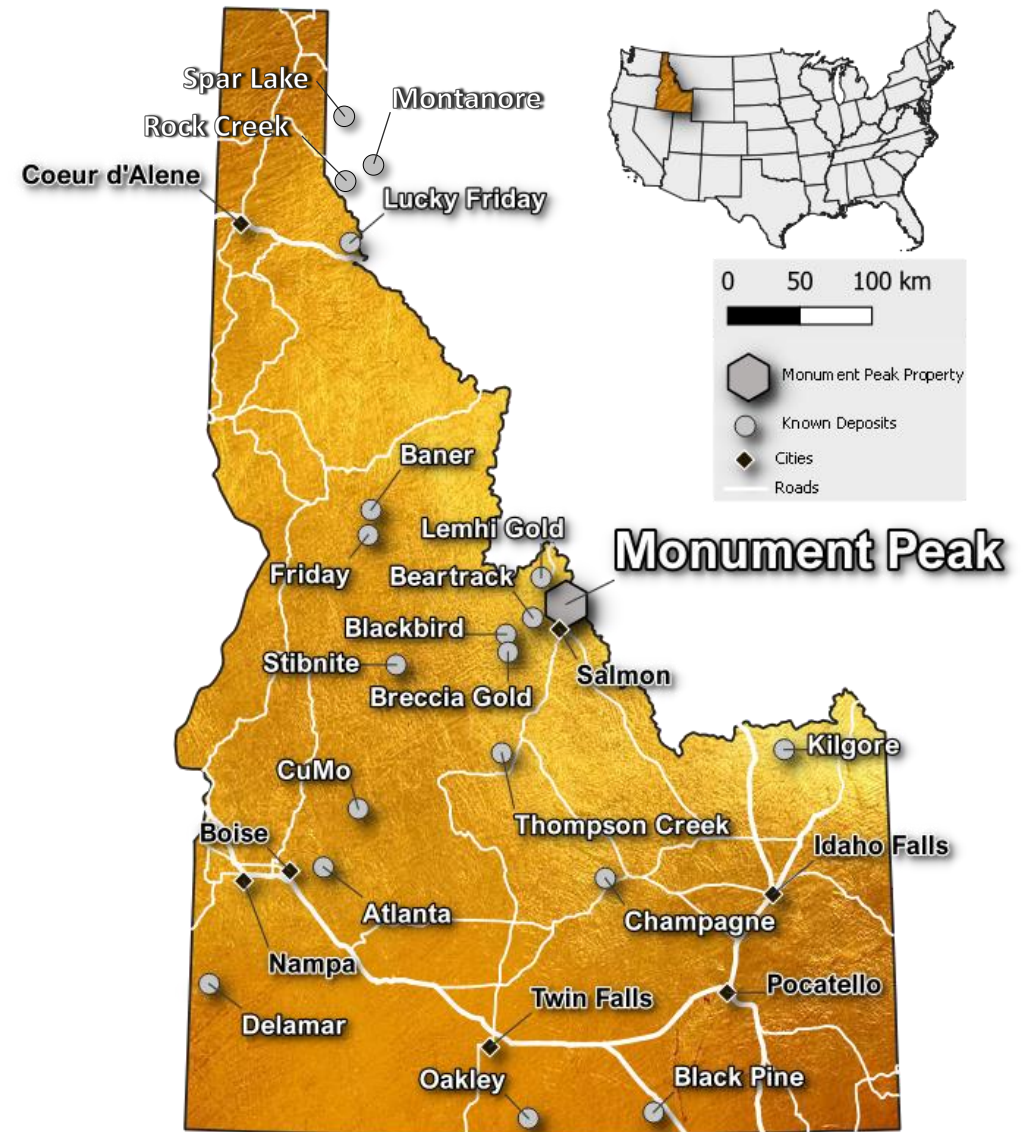 Spar Lake
Montanore
Rock Creek
Coeur d'Alene
Lucky Friday
0 50 100 km
Monument Peak Property
Known Deposits
Cities
Roads
Baner
Lemhi Gold
Monument Peak
Friday
Beartrack
Blackbird
Stibnite
Salmon
Breccia Gold
Kilgore
CuMo
Thompson Creek
Boise
Idaho Falls
Atlanta
Champagne
Nampa
Pocatello
Twin Falls
Delamar
Oakley
Black Pine